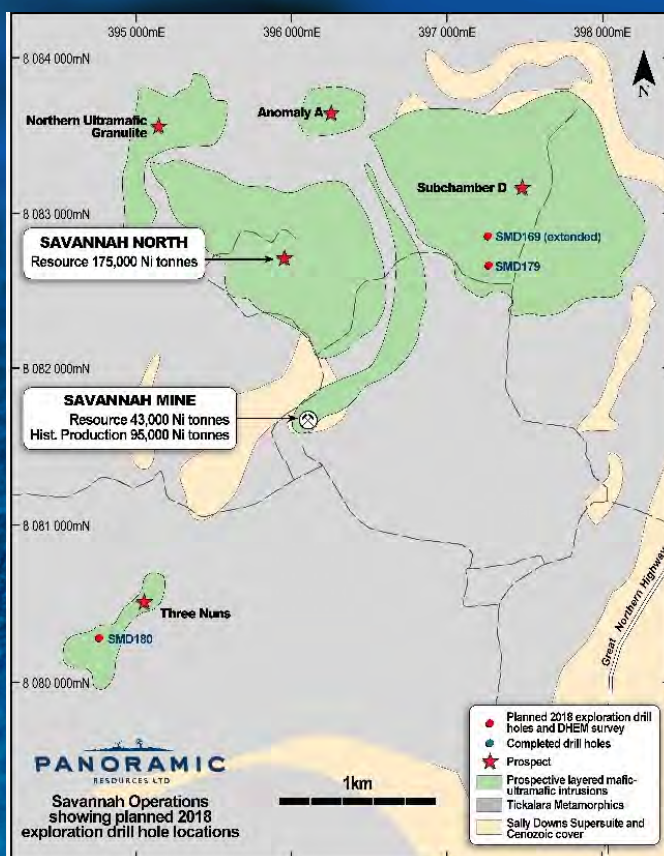 395 000mE
396 000mE
397 000mE
398 000mE
8 084 000mN
N
Northern Ultramafic
Granulite
Anomaly A
Subchamber D
8 083 000mN
SMD169 (extended)
SMD179
SAVANNAH NORTH
Resource 175,000 Ni tonnes
8 082 000mN
SAVANNAH MINE
Resource 43,000 Ni tonnes
Hist. Production 95,000 Ni tonnes
8 081 000mN
Great Northern Highway
Three Nuns
SMD180
8 080 000mN
PANORAMIC
RESOURCES LTD
Savannah Operations
showing planned 2018
exploration drill hole locations
1km
Planned 2018 exploration drill
holes and DHEM survey
Completed drill holes
Prospect
Prospective layered mafic-
ultramafic intrusions
Tickalara Metamorphics
Sally Downs Supersuite and
Cenozoic cover